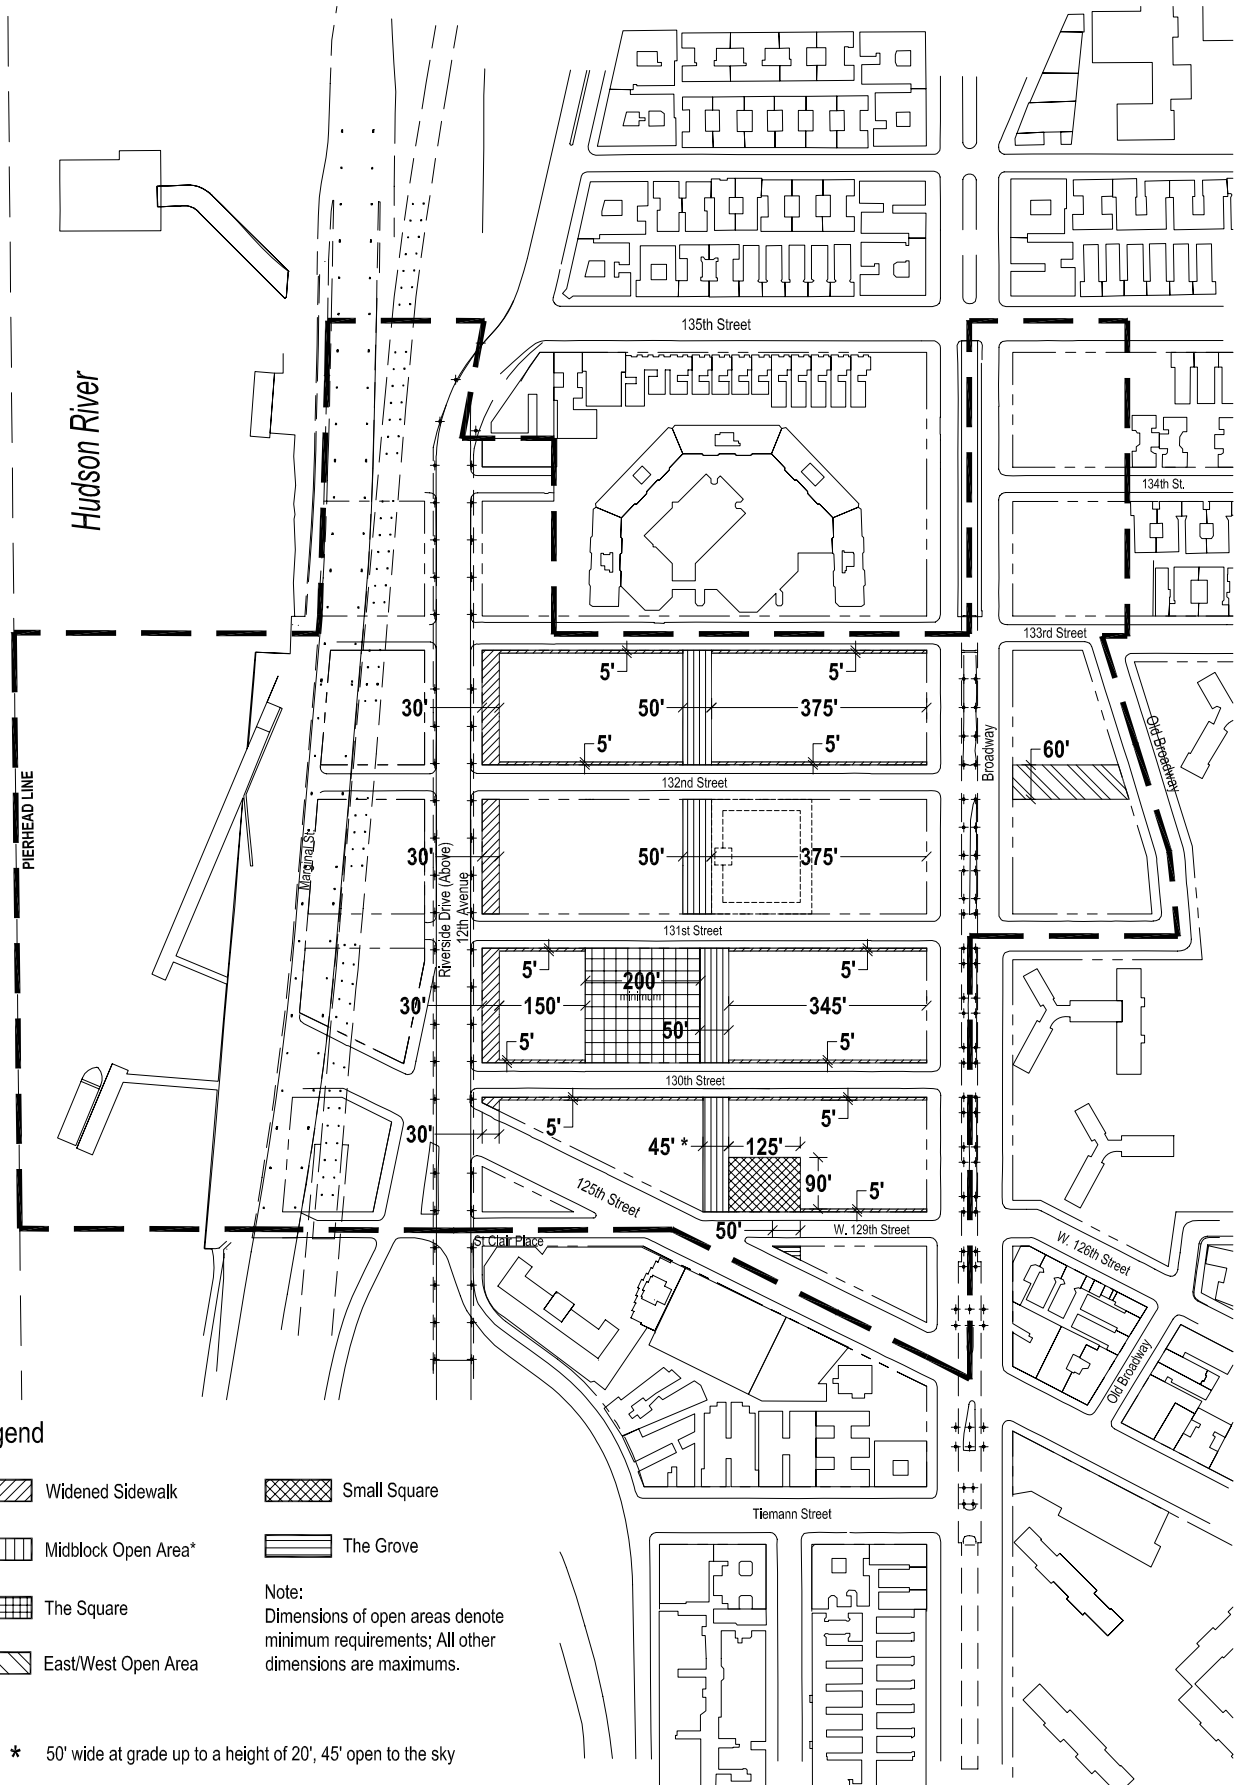 135th Street
Hudson River
134th St.
133rd Street
5'
5'
30'
50'
375'
5'
5'
Broadway
Old Broadway
60'
132nd Street
PIERHEAD LINE
Marginal St.
Riverside Drive (Above)
12th Avenue
30'
50'
375'
131st Street
5'
200'
minimum
5'
30'
150'
50'
345'
5'
5'
130th Street
5'
5'
30'
45' *
125'
90'
5'
125th Street
50'
W. 129th Street
St Clair Place
W. 126th Street
Old Broadway
gend
Widened Sidewalk
Small Square
Midblock Open Area*
The Grove
The Square
East/West Open Area
Note:
Dimensions of open areas denote
minimum requirements; All other
dimensions are maximums.
Tiemann Street
* 50' wide at grade up to a height of 20', 45' open to the sky